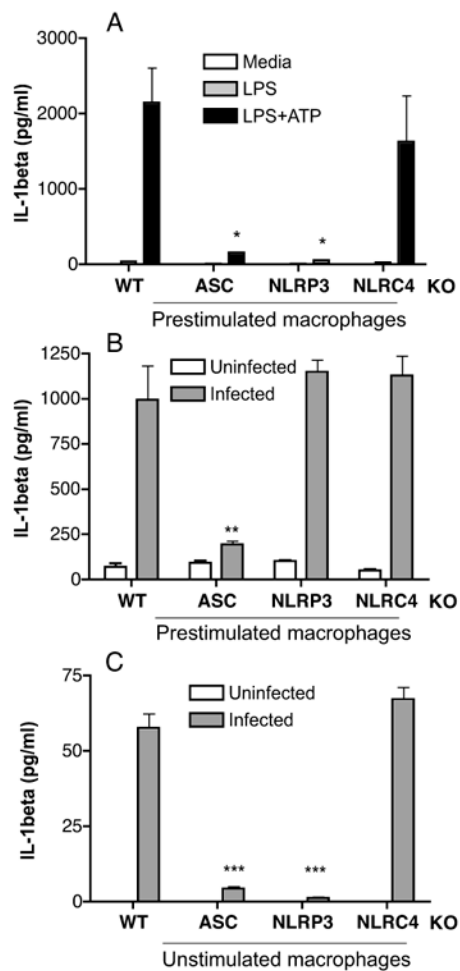 A
3000
2000
1000
0
IL-1beta (pg/ml)
Media
LPS
LPS+ATP
*
*
WT ASC NLRP3 NLRC4 KO
Prestimulated macrophages
B
1250
1000
750
500
250
0
IL-1beta (pg/ml)
Uninfected
Infected
**
WT ASC NLRP3 NLRC4 KO
Prestimulated macrophages
C
75
50
25
0
IL-1beta (pg/ml)
Uninfected
Infected
***
***
WT ASC NLRP3 NLRC4 KO
Unstimulated macrophages